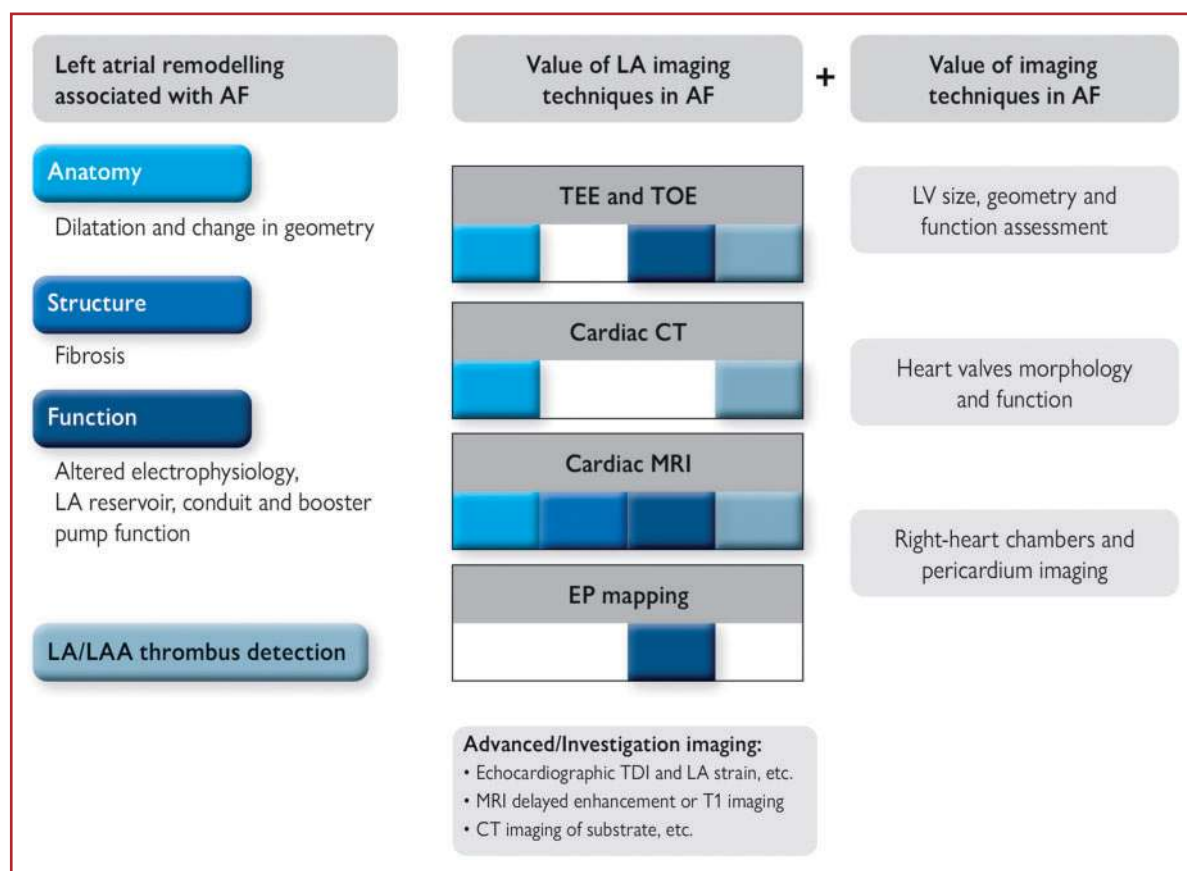 Left atrial remodelling
associated with AF
Anatomy
Dilatation and change in geometry
Structure
Fibrosis
Function
Altered electrophysiology,
LA reservoir, conduit and booster
pump function
LA/LAA thrombus detection
Value of LA imaging
techniques in AF
TEE and TOE
Cardiac CT
Cardiac MRI
EP mapping
Advanced/Investigation imaging:
• Echocardiographic TDI and LA strain, etc.
• MRI delayed enhancement or T1 imaging
• CT imaging of substrate, etc.
+
Value of imaging
techniques in AF
LV size, geometry and
function assessment
Heart valves morphology
and function
Right-heart chambers and
pericardium imaging